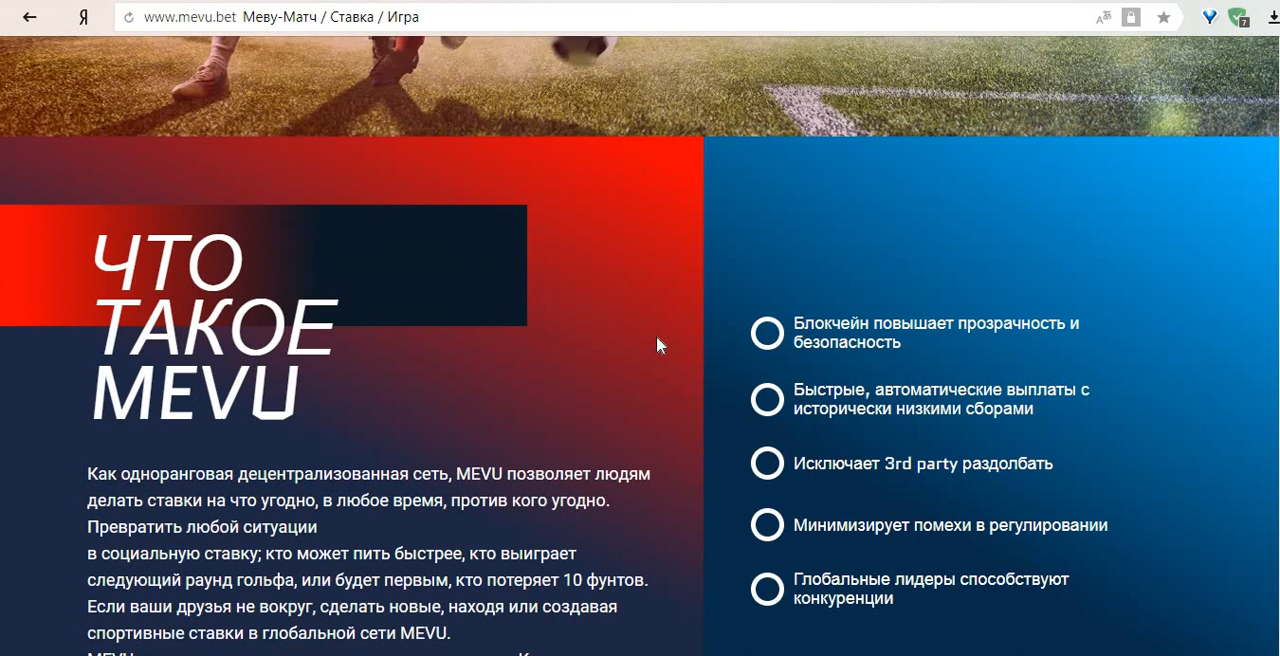 Я www.mevu.bet Меву-Матч / Ставка / Игра
7
ЧТО
ТАКОЕ
MEVU
Как одноранговая децентрализованная сеть, MEVU позволяет людям
делать ставки на что угодно, в любое время, против кого угодно.
Превратить любой ситуации
в социальную ставку; кто может пить быстрее, кто выиграет
следующий раунд гольфа, или будет первым, кто потеряет 10 фунтов.
Если ваши друзья не вокруг, сделать новые, находя или создавая
спортивные ставки в глобальной сети MEVU.
Блокчейн повышает прозрачность и
безопасность
Быстрые, автоматические выплаты с
исторически низкими сборами
Исключает 3rd party раздолбать
Минимизирует помехи в регулировании
Глобальные лидеры способствуют
конкуренции